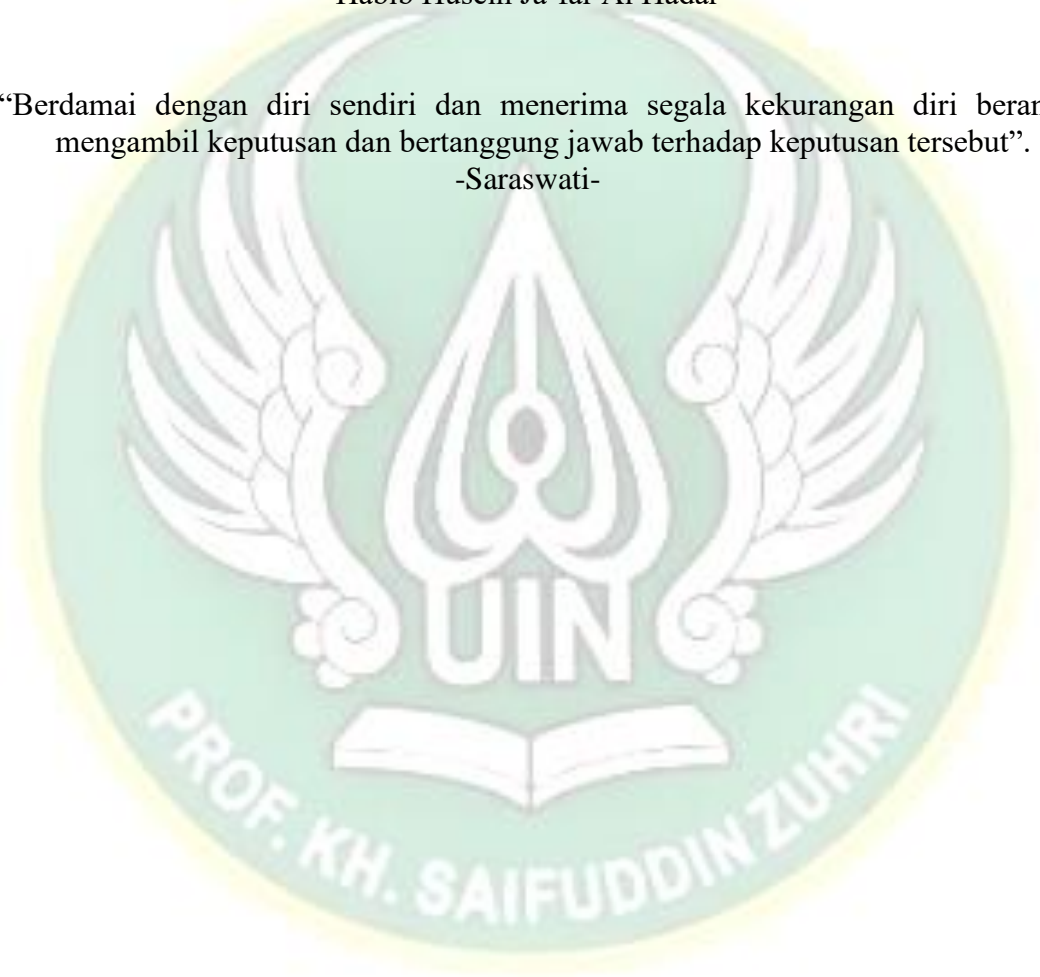 “Berdamai dengan diri sendiri dan menerima segala kekurangan diri
mengambil keputusan dan bertanggung jawab terhadap keputusan tersebut”.
-Saraswati-
UIN
PROF. KH. SAIFUDDIN ZUHRI